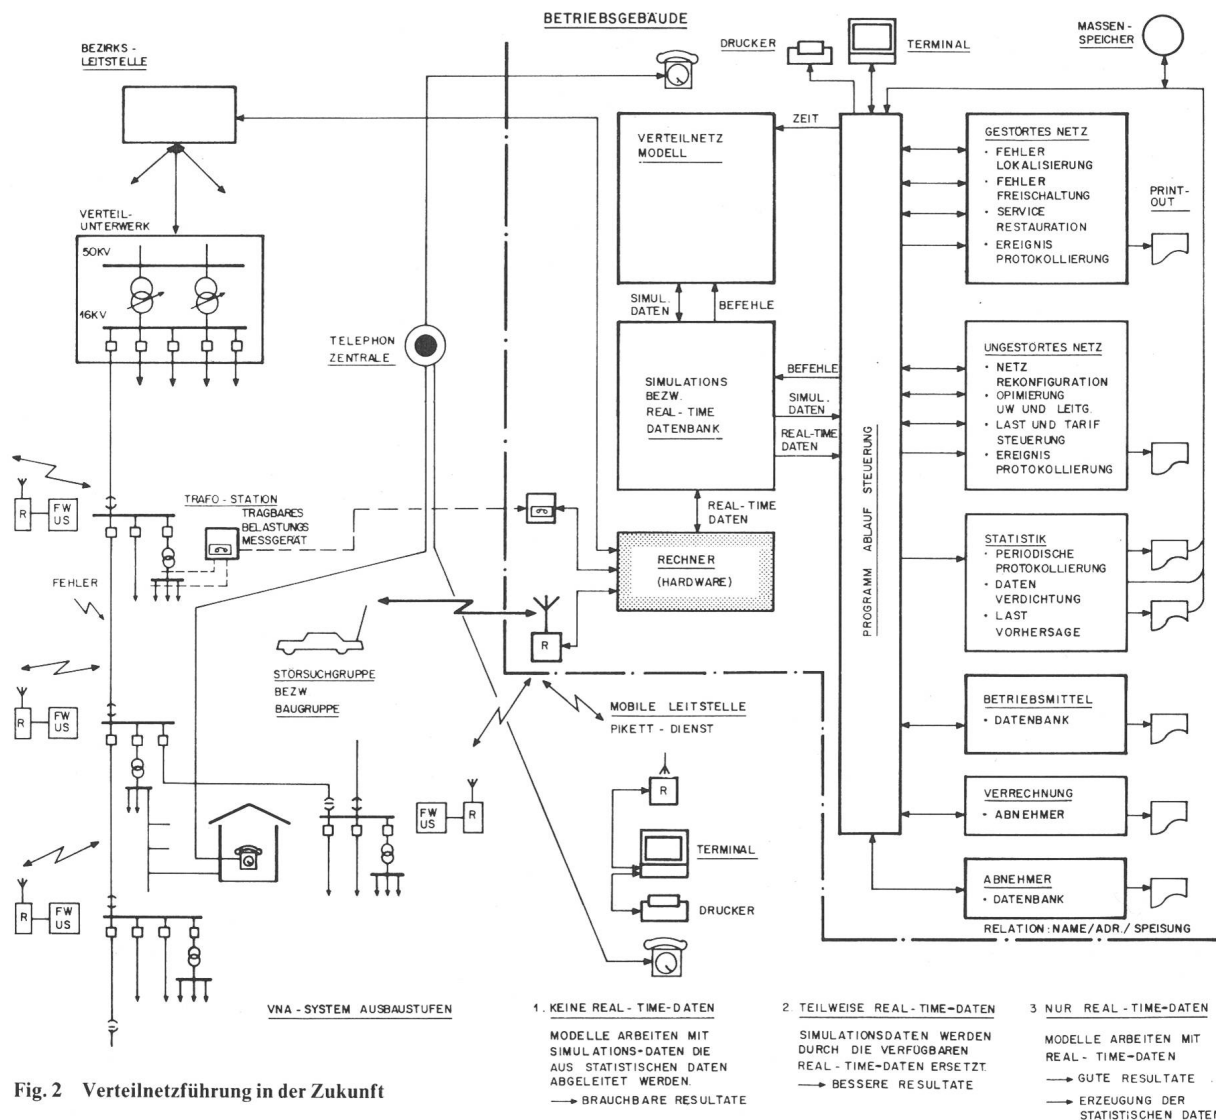 BETRIEBSGEBÄUDE
BEZIRKS-
LEITSTELLE
DRUCKER
TERMINAL
MASSEN-
SPEICHER
ZEIT
VERTEILNETZ
MODELL
GESTÖRTES NETZ
• FEHLER
LOKALISIERUNG
• FEHLER
FREISCHALTUNG
• SERVICE
RESTAURATION
• EREIGNIS
PROTOKOLLIERUNG
PRINT-
OUT
VERTEIL-
UNTERWERK
50KV
16KV
SIMUL.
DATEN
BEFEHLE
TELEPHON
ZENTRALE
SIMULATIONS
BEZW.
REAL-TIME
DATENBANK
BEFEHLE
SIMUL.
DATEN
REAL-TIME
DATEN
PROGRAMM ABLAUF STEUERUNG
UNGESTÖRTES NETZ
• NETZ
REKONFIGURATION
• OPIMIERUNG
UW UND LEITG.
• LAST UND TARIF
STEUERUNG
• EREIGNIS
PROTOKOLLIERUNG
R
FW
US
TRAFO-STATION
TRAGBARES
BELASTUNGS
MESSGERÄT
REAL-TIME
DATEN
RECHNER
(HARDWARE)
STATISTIK
• PERIODISCHE
PROTOKOLLIERUNG
• DATEN
VERDICHTUNG
• LAST
VORHERSAGE
FEHLER
R
STÖRSUCHGRUPPE
BEZW
BAUGRUPPE
R
FW
US
MOBILE LEITSTELLE
PIKETT-DIENST
BETRIEBSMITTEL
• DATENBANK
FW
US
R
R
VERRECHNUNG
• ABNEHMER
TERMINAL
DRUCKER
ABNEHMER
• DATENBANK
RELATION: NAME/ADR./SPEISUNG
R
FW
US
VNA-SYSTEM AUSBAUSTUFEN
1. KEINE REAL-TIME-DATEN
MODELLE ARBEITEN MIT
SIMULATIONS-DATEN DIE
AUS STATISTISCHEN DATEN
ABGELEITET WERDEN.
→ BRAUCHBARE RESULTATE
2. TEILWEISE REAL-TIME-DATEN
SIMULATIONSDATEN WERDEN
DURCH DIE VERFÜGBAREN
REAL-TIME-DATEN ERSETZT.
→ BESSERE RESULTATE
3 NUR REAL-TIME-DATEN
MODELLE ARBEITEN MIT
REAL-TIME-DATEN
→ GUTE RESULTATE
→ ERZEUGUNG DER
STATISTISCHEN DATEN
Fig. 2 Verteilnetzführung in der Zukunft